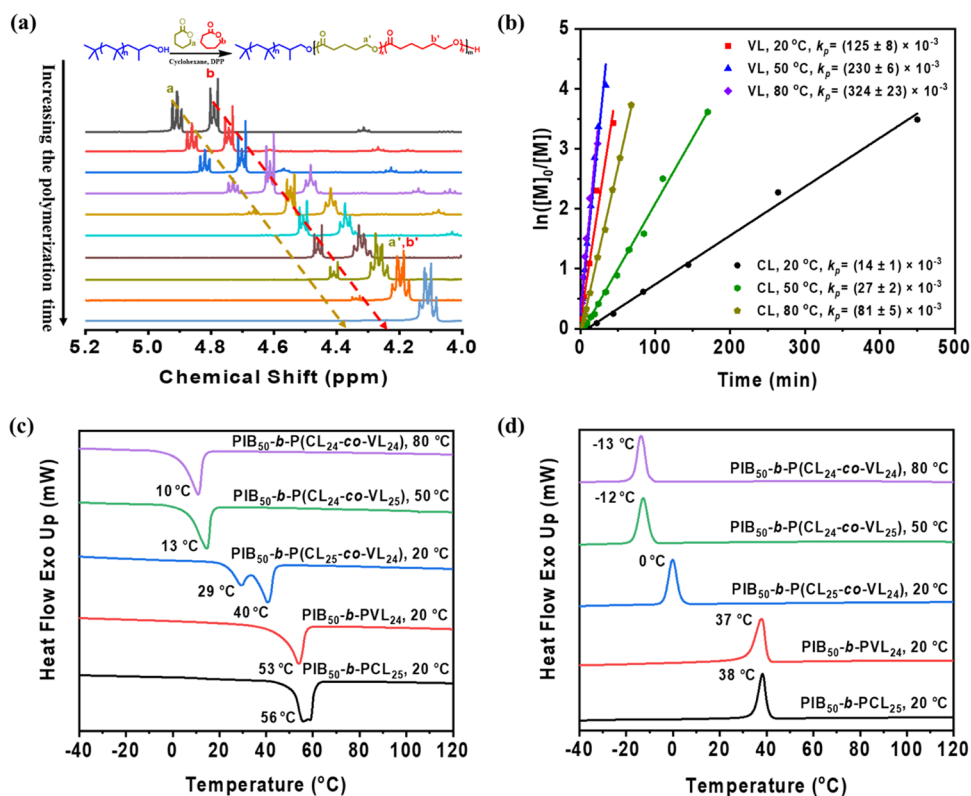 (a)
O
O
a
O
O
b
n
OH
Cyclohexane, DPP
n
O
O
a'
O
O
b'
O
m
H
Increasing the polymerization time
a
b
a'
b'
5.2 5.0 4.8 4.6 4.4 4.2 4.0
Chemical Shift (ppm)
(b)
ln([M]₀/[M])
5
4
3
2
1
0
VL, 20 °C, kₚ= (125 ± 8) × 10⁻³
VL, 50 °C, kₚ= (230 ± 6) × 10⁻³
VL, 80 °C, kₚ= (324 ± 23) × 10⁻³
CL, 20 °C, kₚ= (14 ± 1) × 10⁻³
CL, 50 °C, kₚ= (27 ± 2) × 10⁻³
CL, 80 °C, kₚ= (81 ± 5) × 10⁻³
0 100 200 300 400 500
Time (min)
(c)
Heat Flow Exo Up (mW)
PIB₅₀-b-P(CL₂₄-co-VL₂₄), 80 °C
10 °C
PIB₅₀-b-P(CL₂₄-co-VL₂₅), 50 °C
13 °C
PIB₅₀-b-P(CL₂₅-co-VL₂₄), 20 °C
29 °C
40 °C
PIB₅₀-b-PVL₂₄, 20 °C
53 °C
PIB₅₀-b-PCL₂₅, 20 °C
56 °C
-40 -20 0 20 40 60 80 100 120
Temperature (°C)
(d)
Heat Flow Exo Up (mW)
-13 °C
PIB₅₀-b-P(CL₂₄-co-VL₂₄), 80 °C
-12 °C
PIB₅₀-b-P(CL₂₄-co-VL₂₅), 50 °C
0 °C
PIB₅₀-b-P(CL₂₅-co-VL₂₄), 20 °C
37 °C
PIB₅₀-b-PVL₂₄, 20 °C
38 °C
PIB₅₀-b-PCL₂₅, 20 °C
-40 -20 0 20 40 60 80 100 120
Temperature (°C)